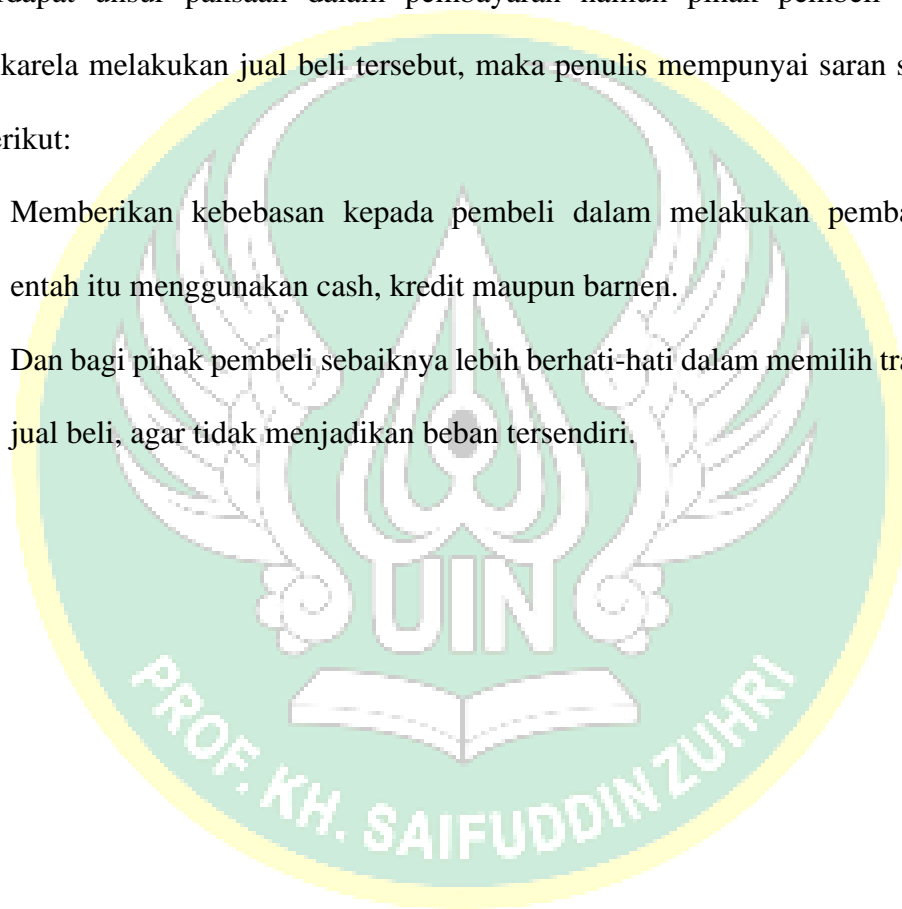 rdapat unsur paksaan dalam pembayaran namun pihak pembeli
karela melakukan jual beli tersebut, maka penulis mempunyai saran s
erikut:
Memberikan kebebasan kepada pembeli dalam melakukan pemba
entah itu menggunakan cash, kredit maupun barnen.
Dan bagi pihak pembeli sebaiknya lebih berhati-hati dalam memilih tra
jual beli, agar tidak menjadikan beban tersendiri.
UIN
PROF. KH. SAIFUDDIN ZUHRI